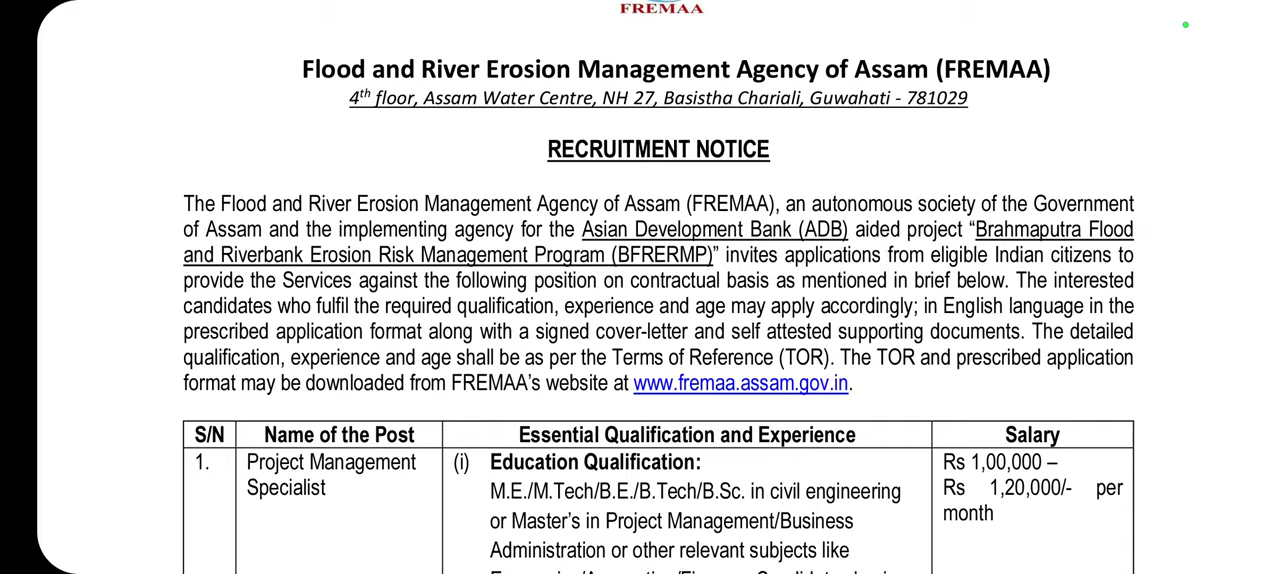 FREMAA
Flood and River Erosion Management Agency of Assam (FREMAA)
4th floor, Assam Water Centre, NH 27, Basistha Chariali, Guwahati - 781029
RECRUITMENT NOTICE
The Flood and River Erosion Management Agency of Assam (FREMAA), an autonomous society of the Government
of Assam and the implementing agency for the Asian Development Bank (ADB) aided project “Brahmaputra Flood
and Riverbank Erosion Risk Management Program (BFRERMP)” invites applications from eligible Indian citizens to
provide the Services against the following position on contractual basis as mentioned in brief below. The interested
candidates who fulfil the required qualification, experience and age may apply accordingly; in English language in the
prescribed application format along with a signed cover-letter and self attested supporting documents. The detailed
qualification, experience and age shall be as per the Terms of Reference (TOR). The TOR and prescribed application
format may be downloaded from FREMAA’s website at www.fremaa.assam.gov.in.
S/N Name of the Post Essential Qualification and Experience Salary
1. Project Management (i) Education Qualification: Rs 1,00,000 –
Specialist M.E./M.Tech/B.E./B.Tech/B.Sc. in civil engineering Rs 1,20,000/- per
or Master’s in Project Management/Business month
Administration or other relevant subjects like